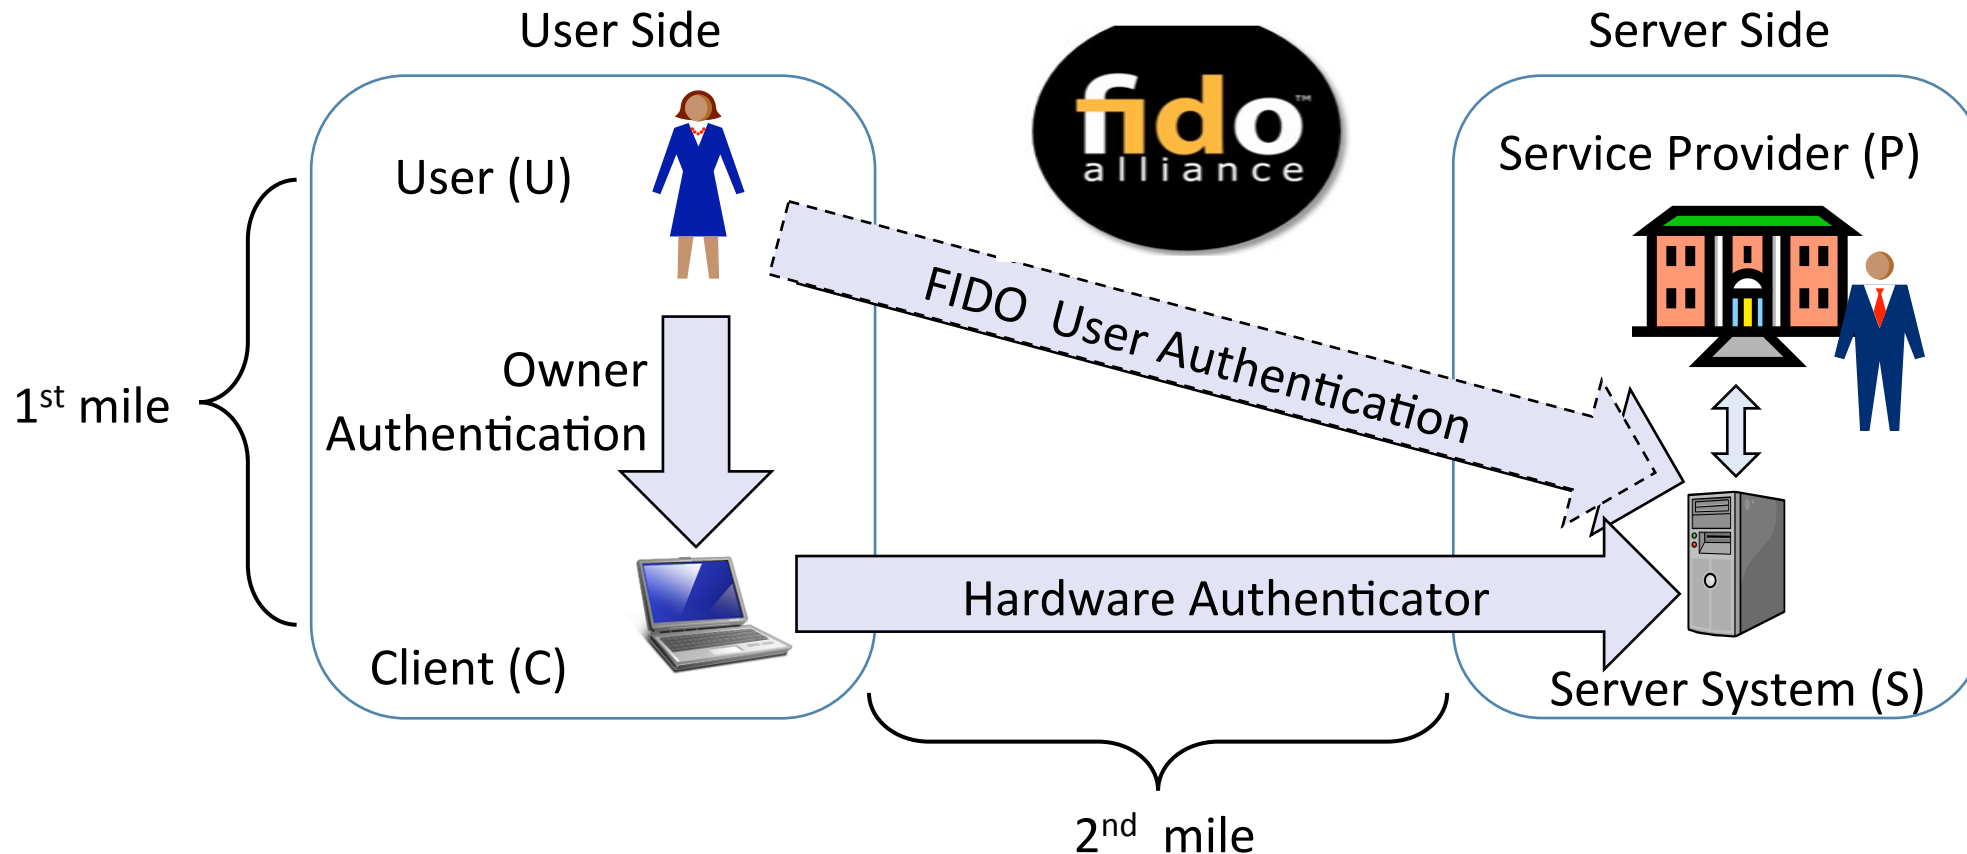 User Side
Server Side
fido™
alliance
User (U)
Service Provider (P)
FIDO User Authentication
Owner
Authentication
1st mile
Hardware Authenticator
Client (C)
Server System (S)
2nd mile